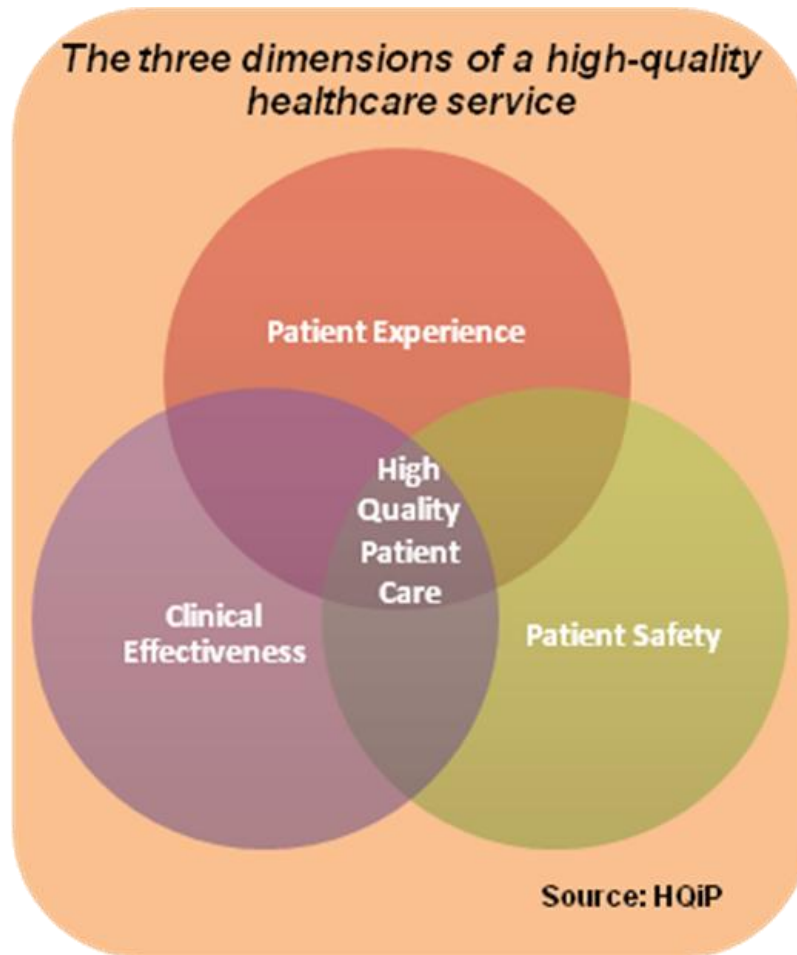 The three dimensions of a high-quality
healthcare service
Patient Experience
High
Quality
Patient
Care
Clinical
Effectiveness
Patient Safety
Source: HQiP